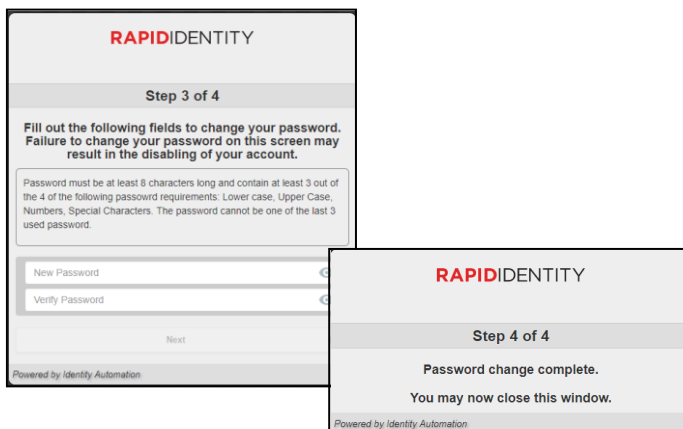 RAPIDIDENTITY
Step 3 of 4
Fill out the following fields to change your password.
Failure to change your password on this screen may
result in the disabling of your account.
Password must be at least 8 characters long and contain at least 3 out of
the 4 of the following passowrd requirements: Lower case, Upper Case,
Numbers, Special Characters. The password cannot be one of the last 3
used password.
New Password
Verify Password
Next
Powered by Identity Automation
RAPIDIDENTITY
Step 4 of 4
Password change complete.
You may now close this window.
Powered by Identity Automation